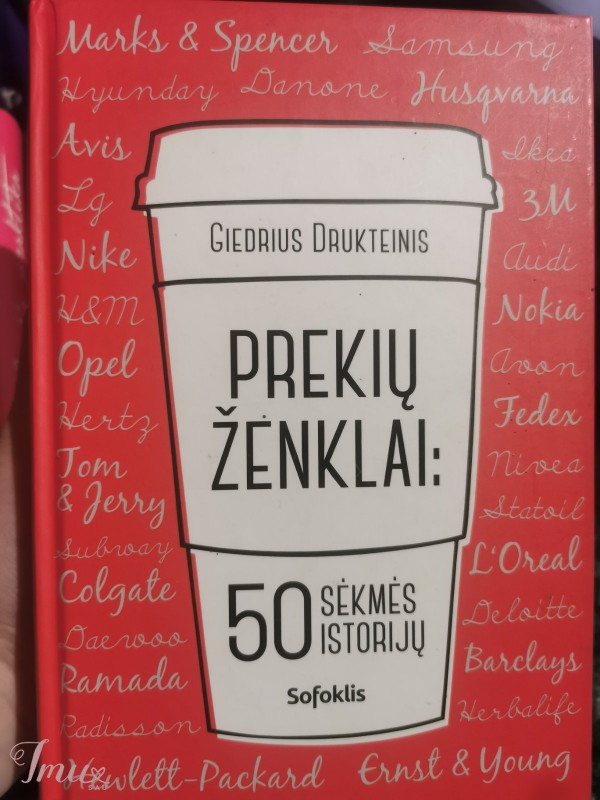 Marks & Spencer Samsung
Hyunday Danone Husqvarna
Avis
Ikea
Lg
3M
GIEDRIUS DRUKTEINIS
Nike
Audi
H&M
Nokia
PREKIŲ
ŽENKLAI:
Opel
Avon
Hertz
Fedex
Tom
& Jerry
Nivea
Statoil
Subway
L'Oreal
Colgate
50 SĖKMĖS
ISTORIJŲ
Deloitte
Daewoo
Barclays
Ramada
Sofoklis
Herbalife
Radisson
Hewlett-Packard Ernst & Young